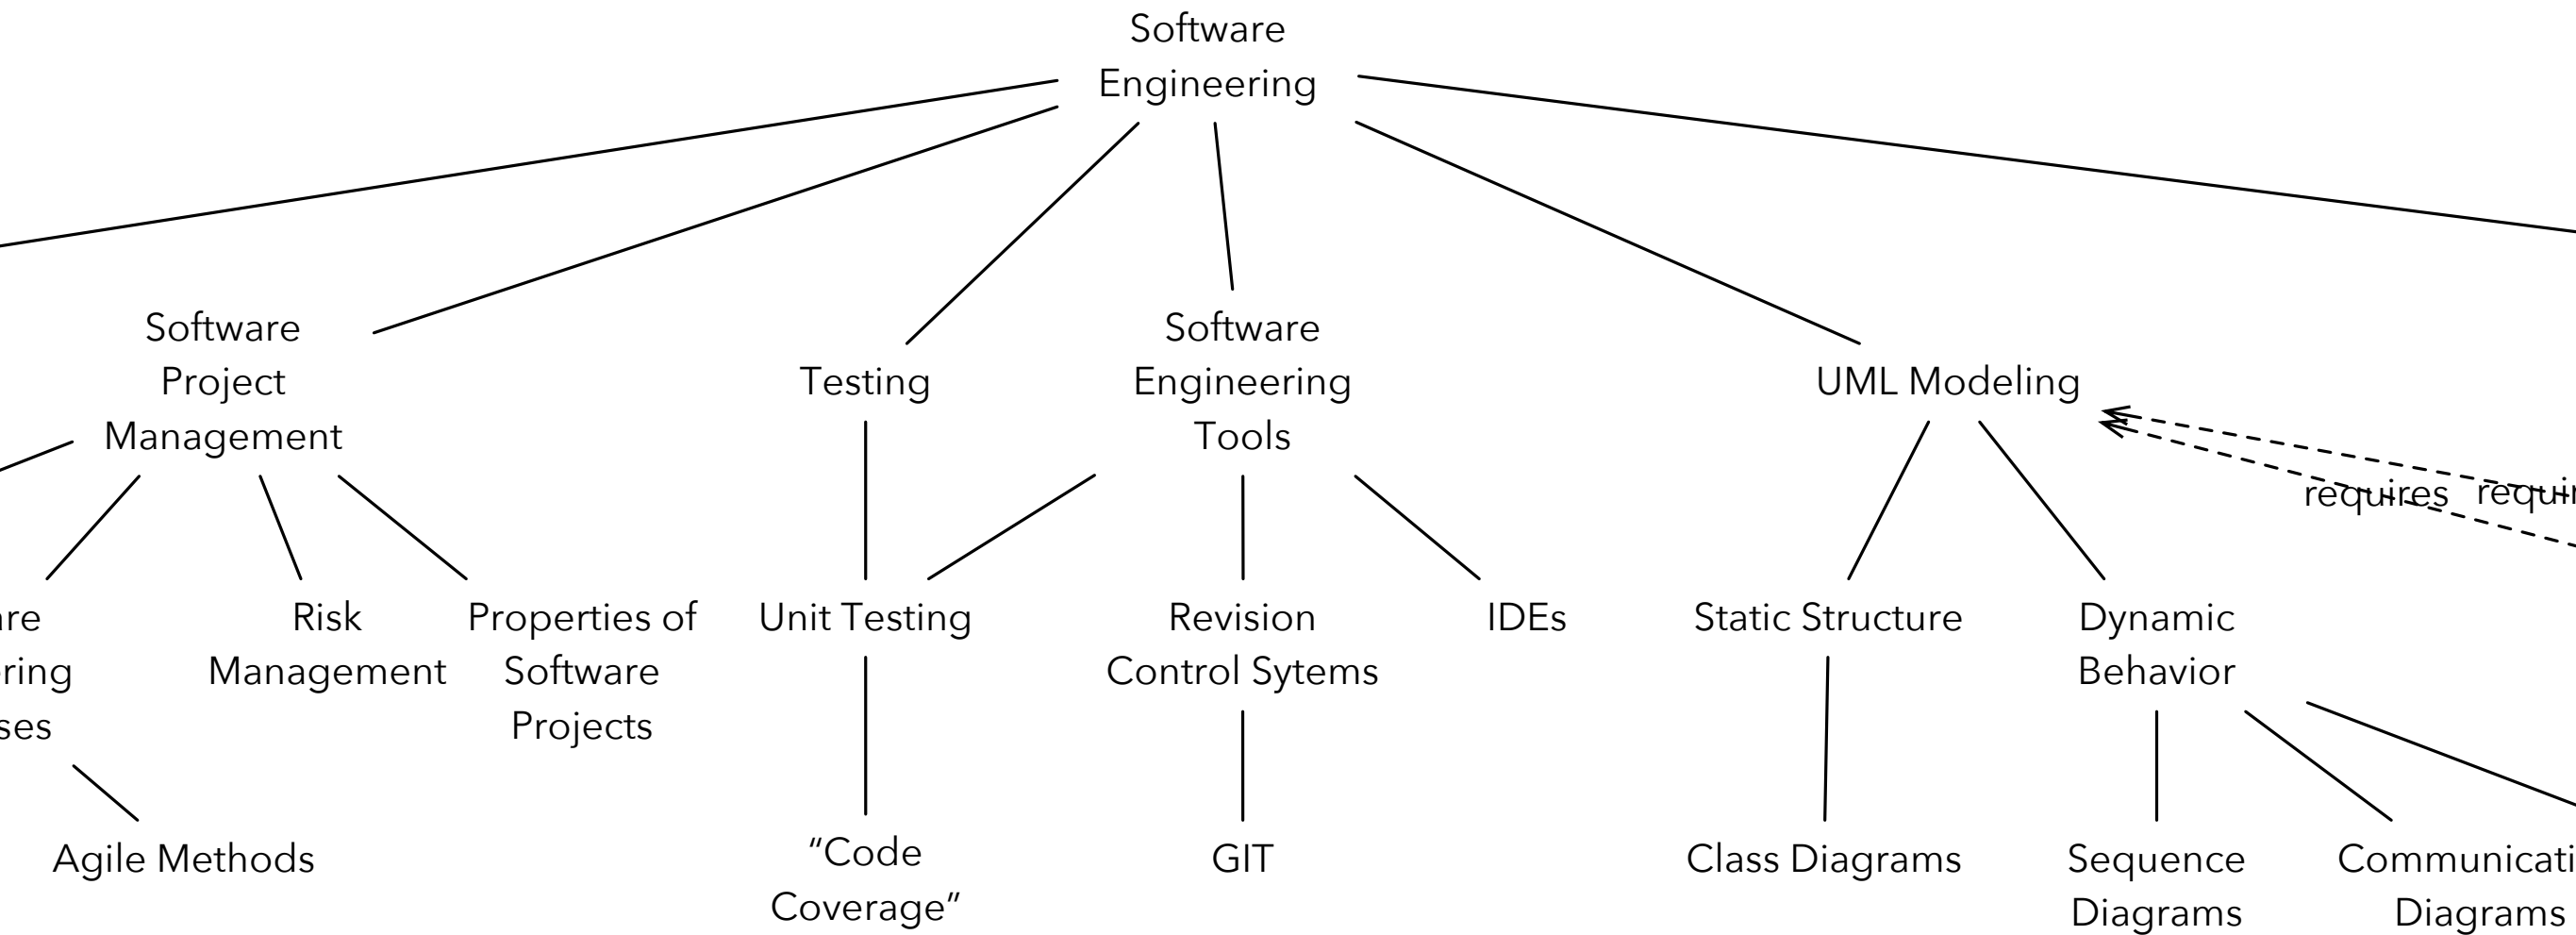 Software
Engineering
Software
Project
Management
Testing
Software
Engineering
Tools
UML Modeling
requires
Risk
Management
Properties of
Software
Projects
Unit Testing
Revision
Control Sytems
IDEs
Static Structure
Dynamic
Behavior
Agile Methods
“Code
Coverage”
GIT
Class Diagrams
Sequence
Diagrams
Diagrams